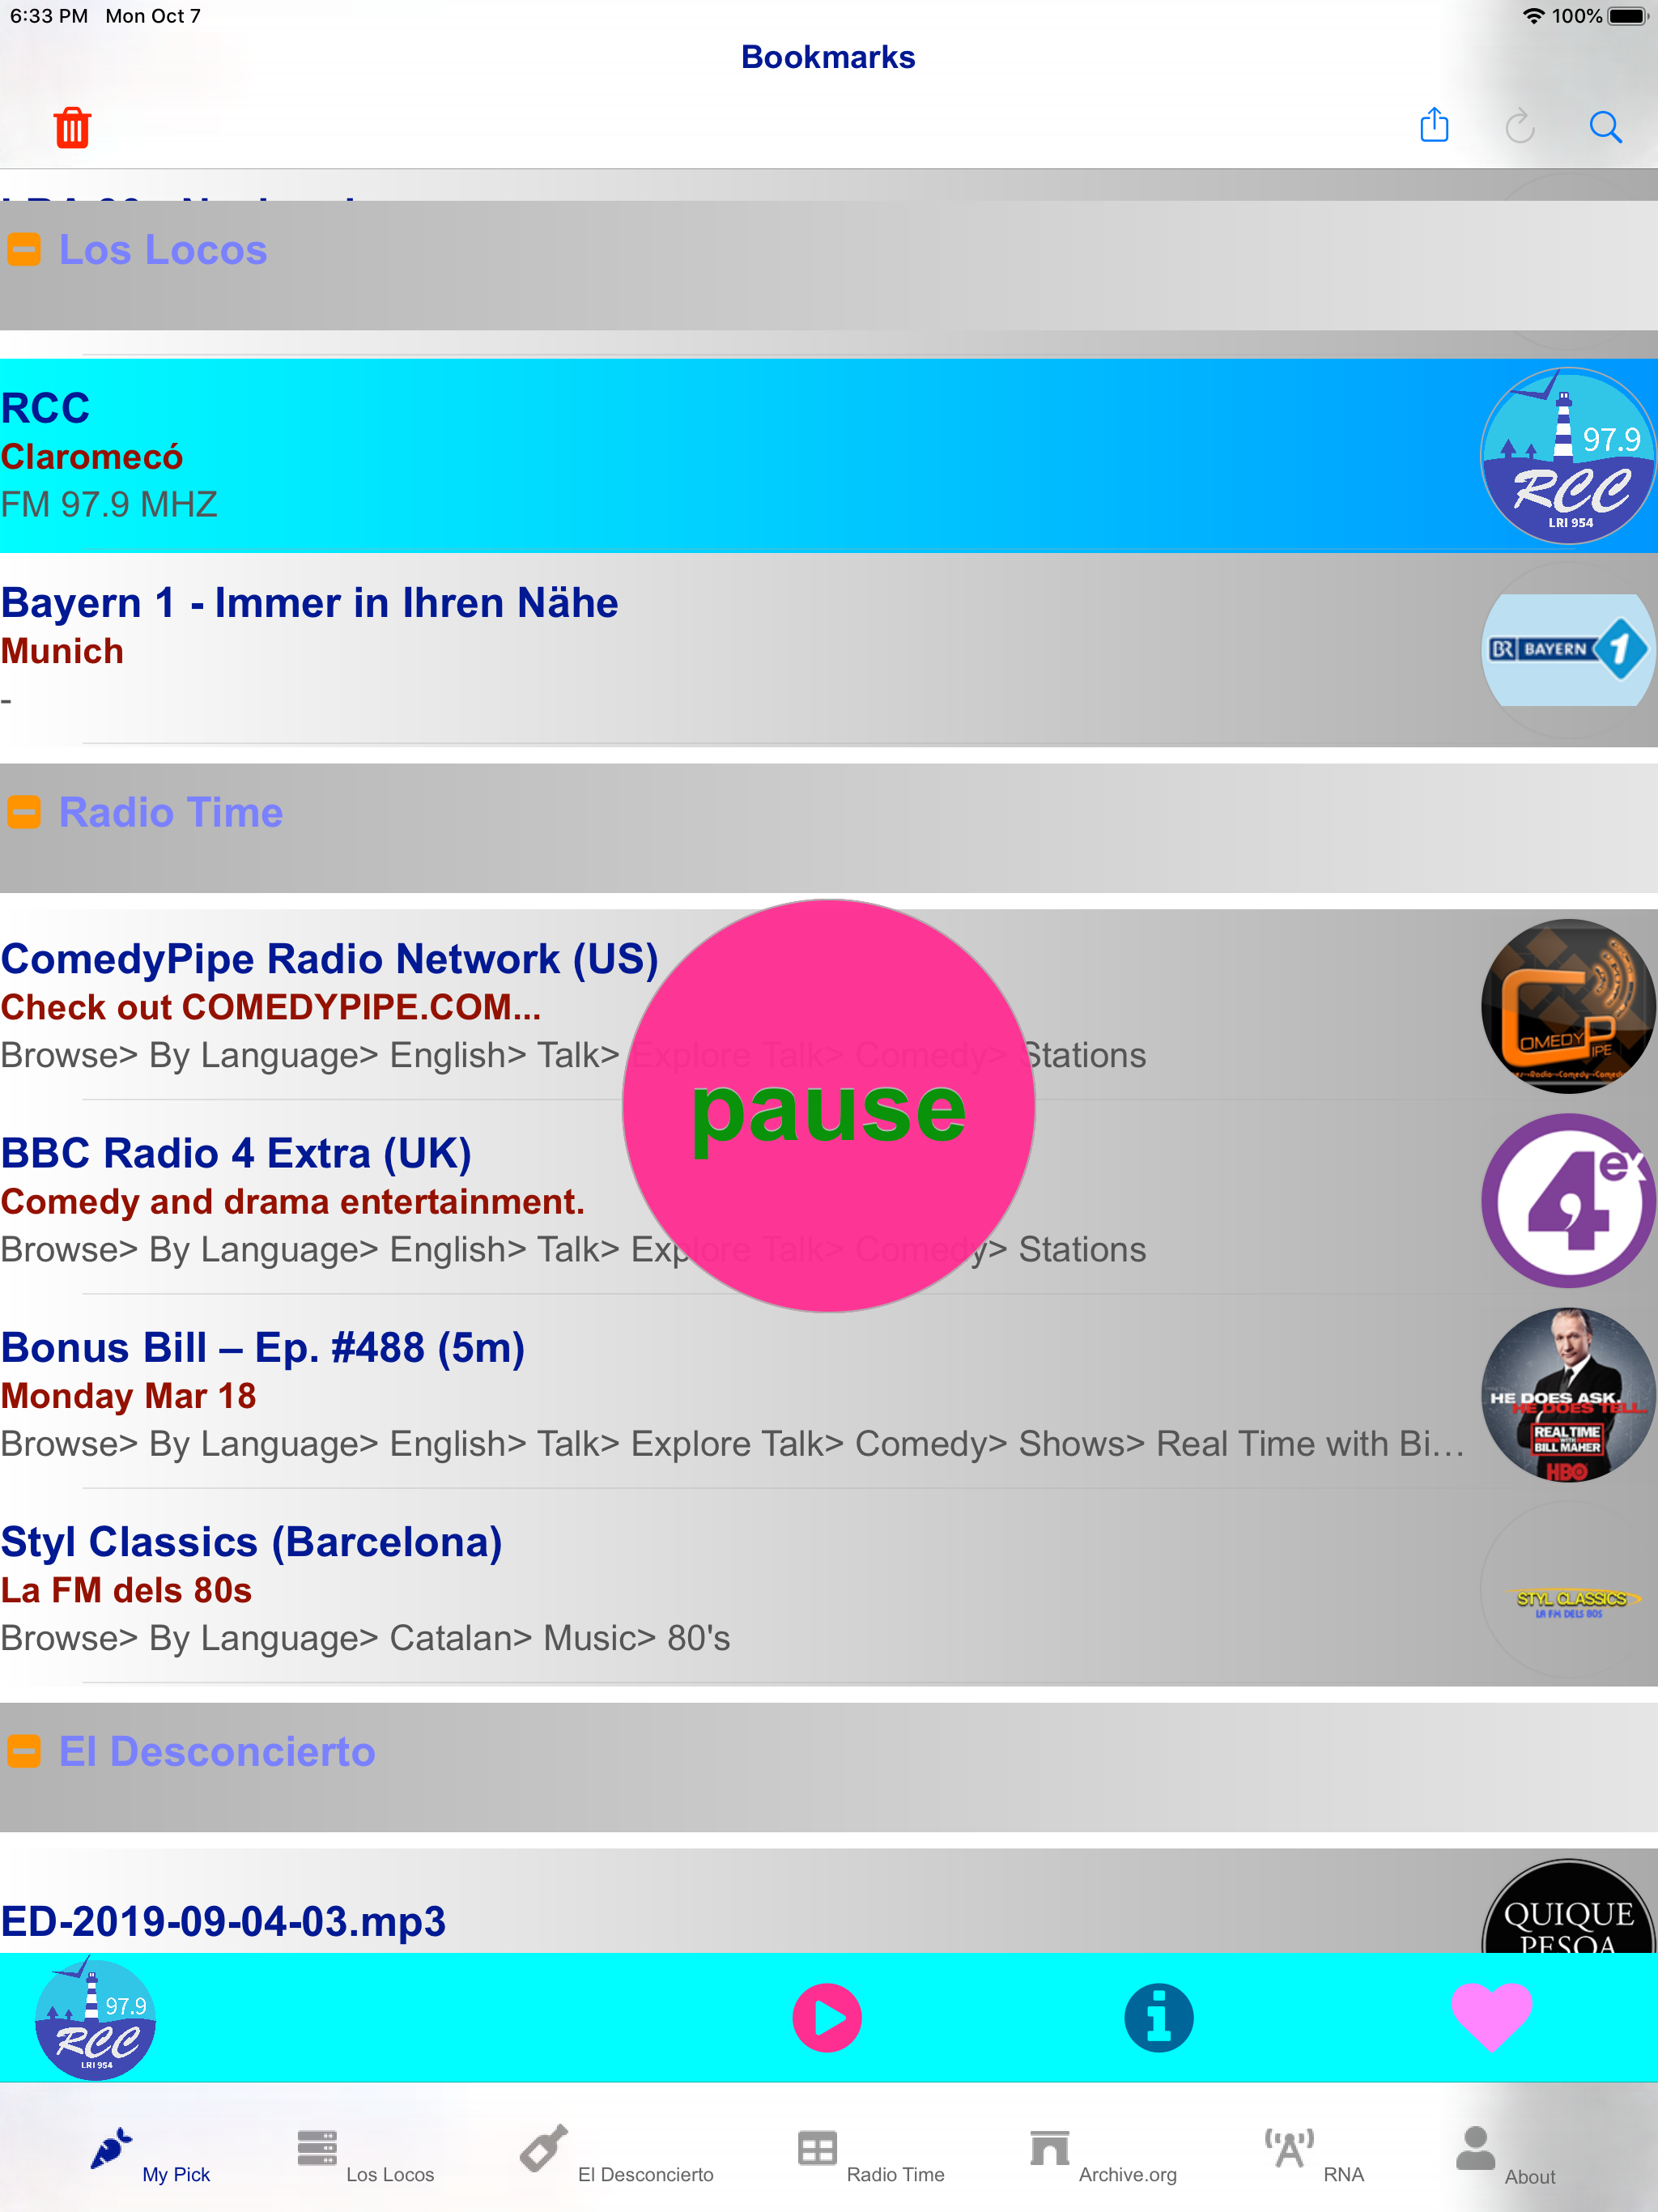 6:33 PM Mon Oct 7
100%
Bookmarks
Los Locos
RCC
Claromecó
FM 97.9 MHZ
97.9
RCC
LRI 954
Bayern 1 - Immer in Ihren Nähe
Munich
-
BR BAYERN 1
Radio Time
ComedyPipe Radio Network (US)
Check out COMEDYPIPE.COM...
Browse> By Language> English> Talk> Explore Talk> Comedy> Stations
COMEDY PIPE
pause
BBC Radio 4 Extra (UK)
Comedy and drama entertainment.
Browse> By Language> English> Talk> Explore Talk> Comedy> Stations
4 ex
Bonus Bill – Ep. #488 (5m)
Monday Mar 18
Browse> By Language> English> Talk> Explore Talk> Comedy> Shows> Real Time with Bi…
HE DOES ASK.
HE DOES TELL.
REAL TIME
WITH
BILL MAHER
HBO
Styl Classics (Barcelona)
La FM dels 80s
Browse> By Language> Catalan> Music> 80's
STYL CLASSICS
LA FM DELS 80S
El Desconcierto
ED-2019-09-04-03.mp3
QUIQUE
PESOA
97.9
RCC
LRI 954
My Pick
Los Locos
El Desconcierto
Radio Time
Archive.org
RNA
About